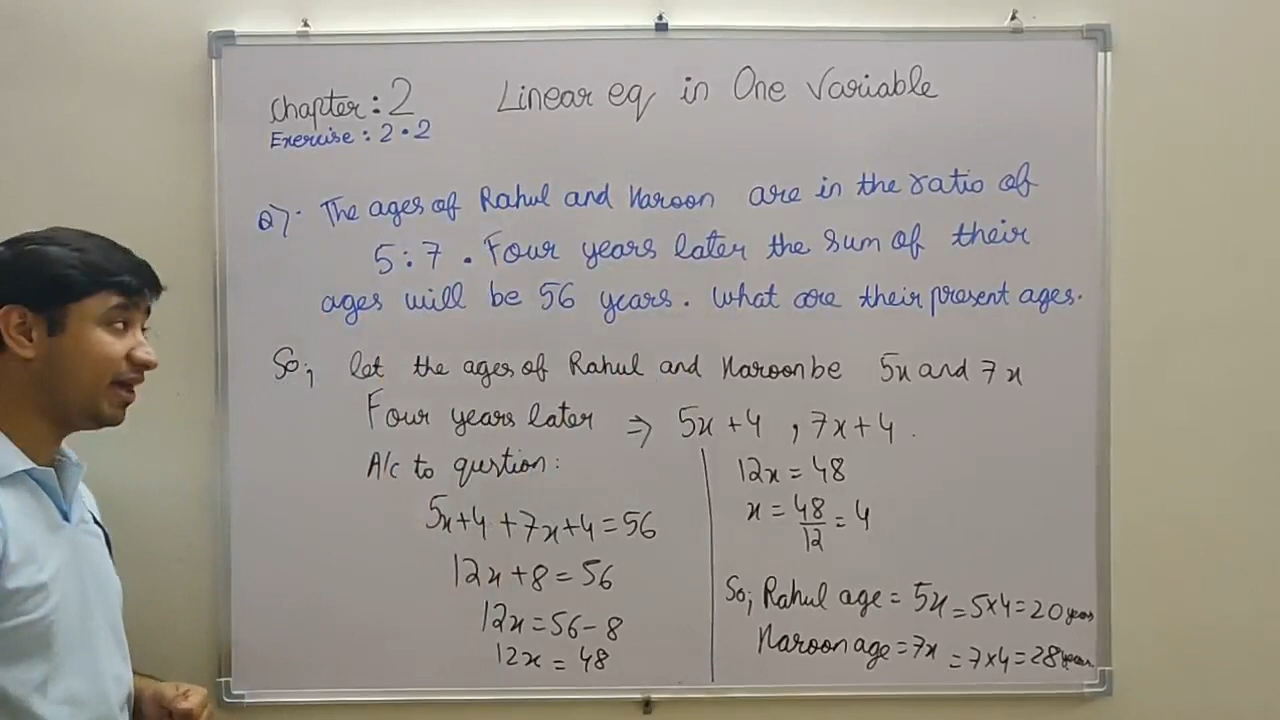 Chapter : 2 Linear eq in One Variable
Exercise : 2.2
Q7. The ages of Rahul and Haroon are in the ratio of
5:7. Four years later the sum of their
ages will be 56 years. What are their present ages.
So; let the ages of Rahul and Haroon be 5x and 7x
Four years later ⇒ 5x+4 , 7x+4.
A/c to qurstion:
5x+4+7x+4=56
12x+8=56
12x=56-8
12x=48
12x=48
x=48/12=4
So; Rahul age = 5x=5×4=20 years
Haroon age=7x=7×4=28 years